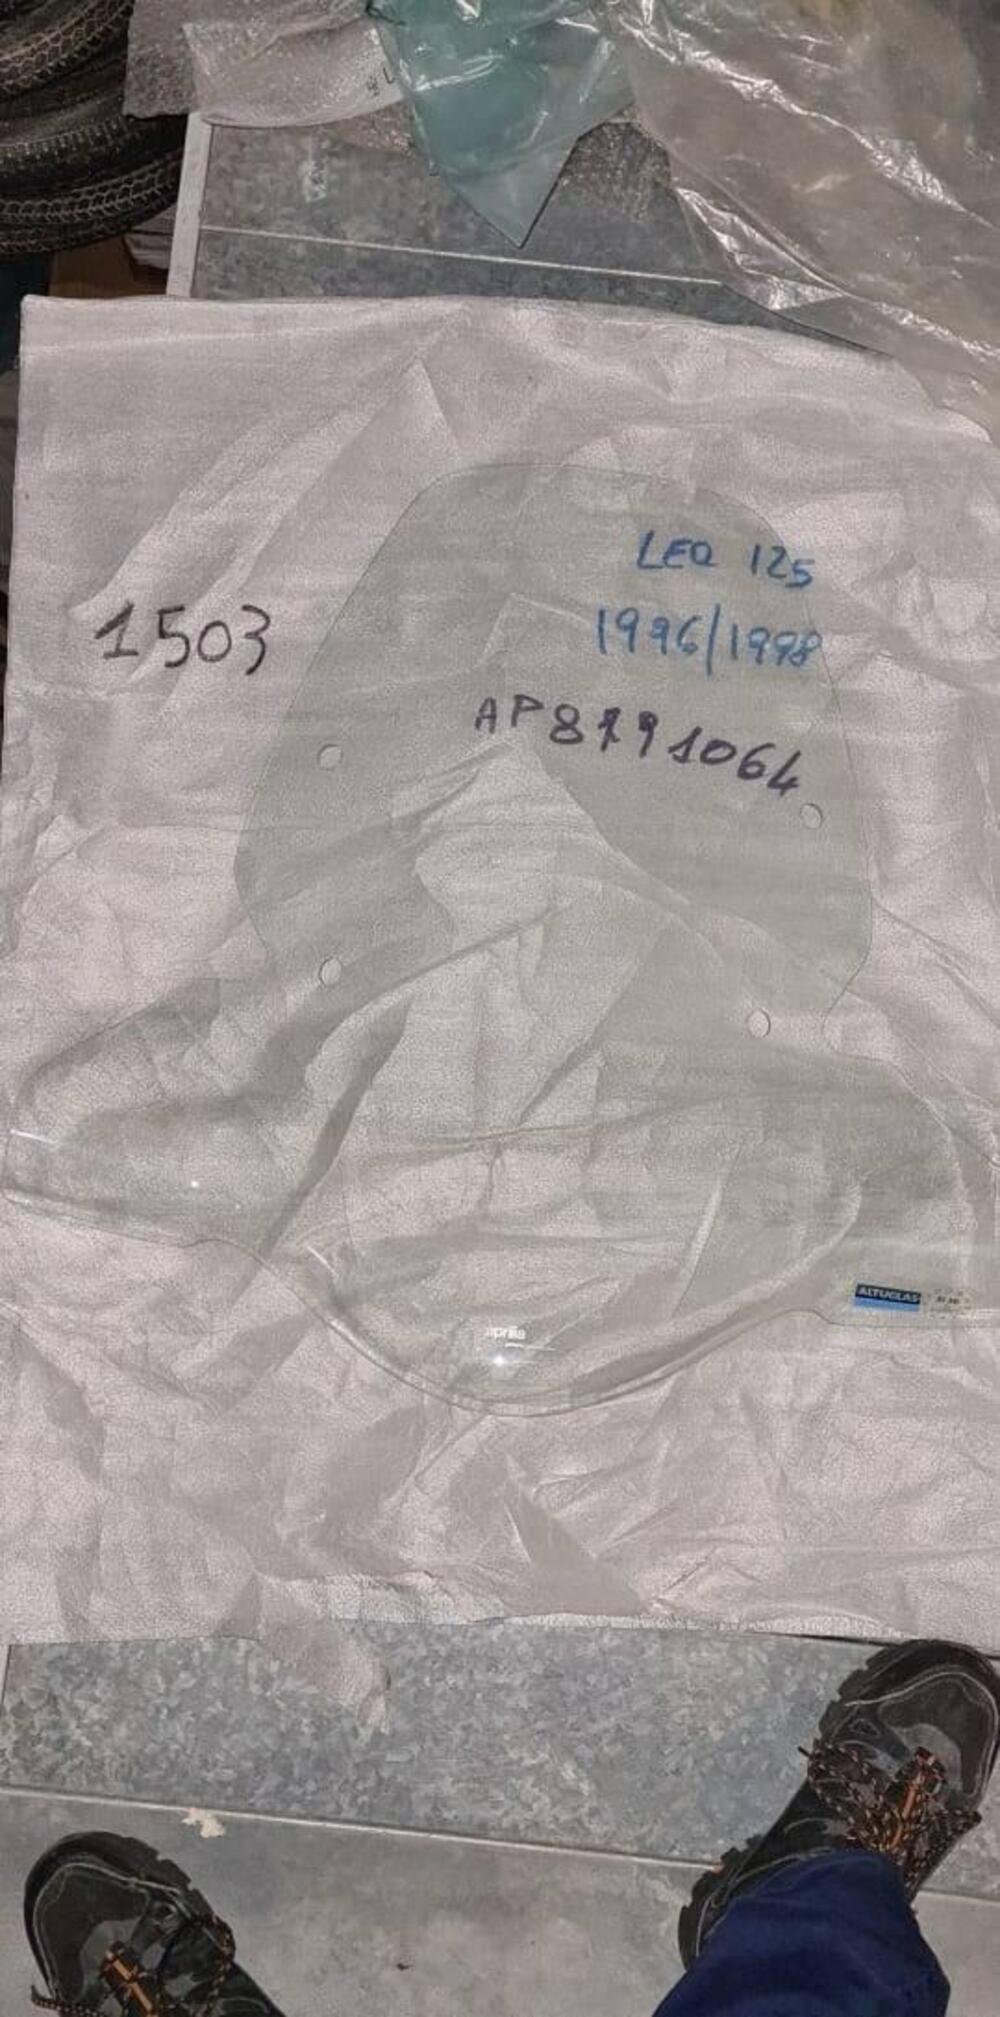 LEO 125
1996/1998
1503
AP8791064
ALTUGLAS
aprilia